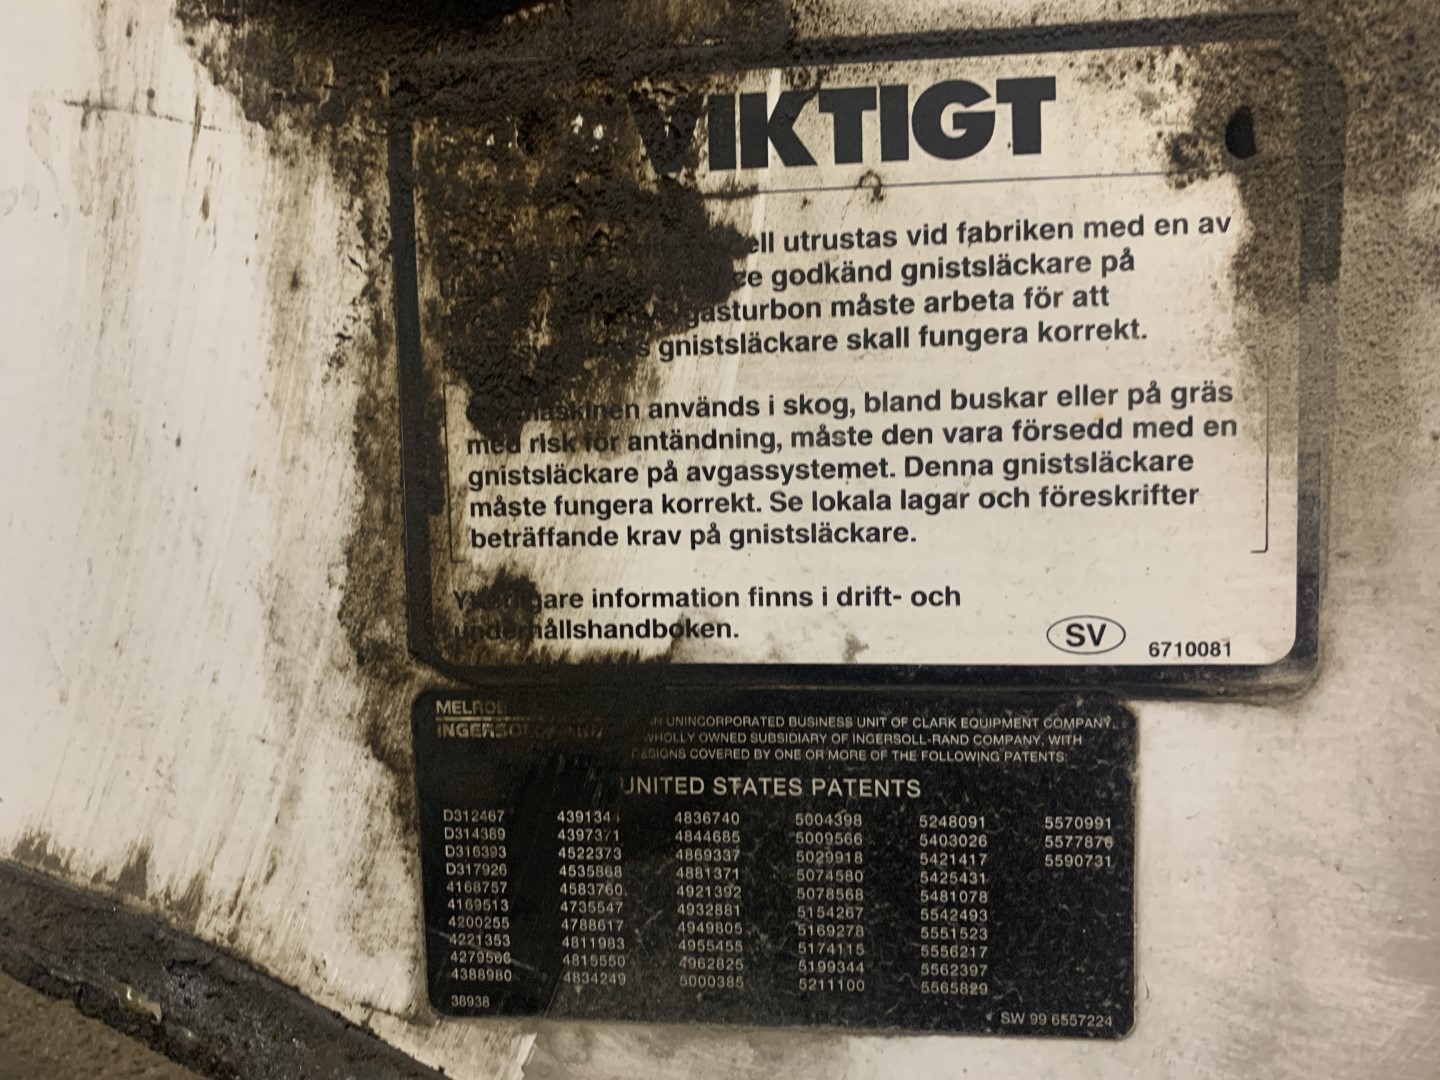 VIKTIGT
utrustas vid fabriken med en av
godkänd gnistsläckare på
måste arbeta för att
gnistsläckare skall fungera korrekt.
maskinen används i skog, bland buskar eller på gräs
med risk för antändning, måste den vara försedd med en
gnistsläckare på avgassystemet. Denna gnistsläckare
måste fungera korrekt. Se lokala lagar och föreskrifter
beträffande krav på gnistsläckare.
information finns i drift- och
underhållshandboken.
SV
6710081
MELROE
INGERSOLL-RAND
AN UNINCORPORATED BUSINESS UNIT OF CLARK EQUIPMENT COMPANY,
WHOLLY OWNED SUBSIDIARY OF INGERSOLL-RAND COMPANY, WITH
DESIGNS COVERED BY ONE OR MORE OF THE FOLLOWING PATENTS:
UNITED STATES PATENTS
D312467 4836740 5004398 5248091 5570991
D314389 4397371 4844685 5009566 5403026 5577876
D316393 4522373 4869337 5029918 5421417 5590731
D317926 4535868 4881371 5074580 5425431
4168757 4583760 4921392 5078568 5481078
4169513 4735547 4932881 5154267 5542493
4200255 4788617 4949805 5169278 5551523
4221353 4811983 4955455 5174115 5556217
4279566 4815550 4962825 5199344 5562397
4388980 4834249 5000385 5211100 5565829
38938
SW 99 6557224